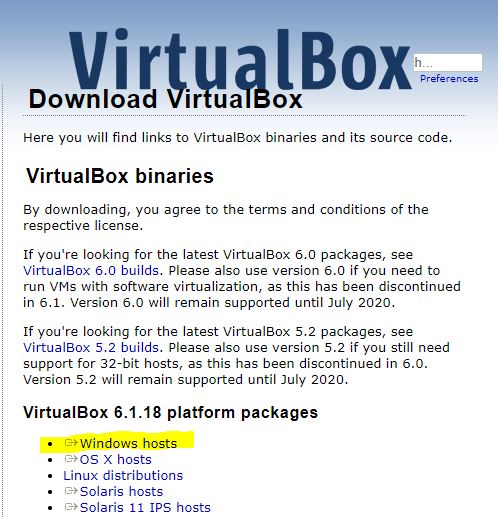 VirtualBox
h...
Preferences
Download VirtualBox
Here you will find links to VirtualBox binaries and its source code.
VirtualBox binaries
By downloading, you agree to the terms and conditions of the
respective license.
If you're looking for the latest VirtualBox 6.0 packages, see
VirtualBox 6.0 builds. Please also use version 6.0 if you need to
run VMs with software virtualization, as this has been discontinued
in 6.1. Version 6.0 will remain supported until July 2020.
If you're looking for the latest VirtualBox 5.2 packages, see
VirtualBox 5.2 builds. Please also use version 5.2 if you still need
support for 32-bit hosts, as this has been discontinued in 6.0.
Version 5.2 will remain supported until July 2020.
VirtualBox 6.1.18 platform packages
Windows hosts
OS X hosts
Linux distributions
Solaris hosts
Solaris 11 IPS hosts